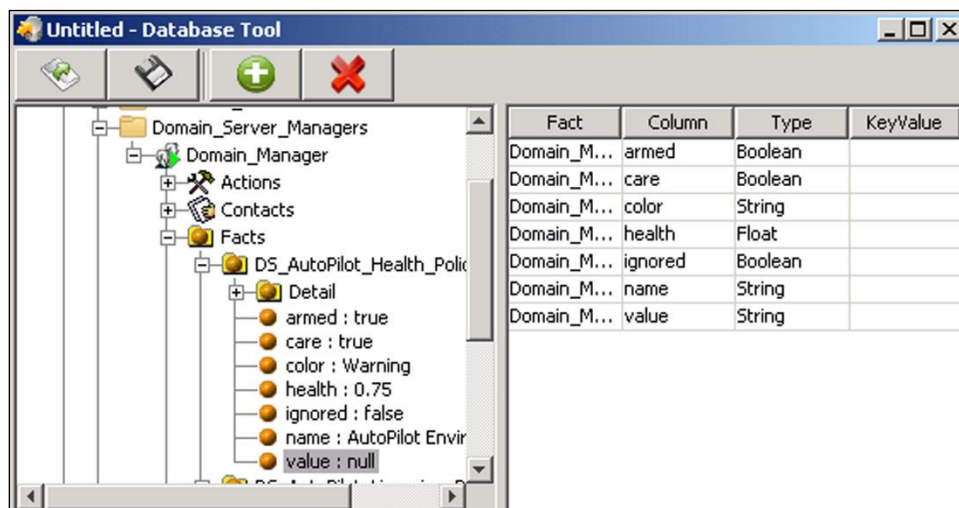 Untitled - Database Tool
Domain_Server_Managers
Domain_Manager
Actions
Contacts
Facts
DS_AutoPilot_Health_Polic
Detail
armed : true
care : true
color : Warning
health : 0.75
ignored : false
name : AutoPilot Envir
value : null
Fact Column Type KeyValue
Domain_M... armed Boolean
Domain_M... care Boolean
Domain_M... color String
Domain_M... health Float
Domain_M... ignored Boolean
Domain_M... name String
Domain_M... value String